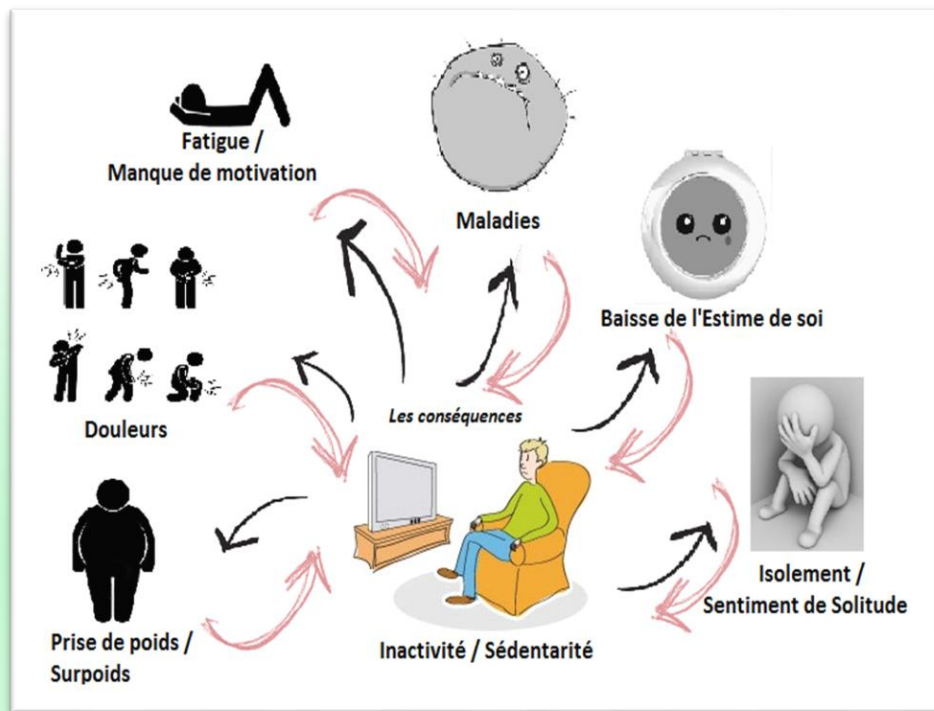 Fatigue /
Manque de motivation
Maladies
Baisse de l'Estime de soi
Douleurs
Les conséquences
Isolement /
Sentiment de Solitude
Prise de poids /
Surpoids
Inactivité / Sédentarité